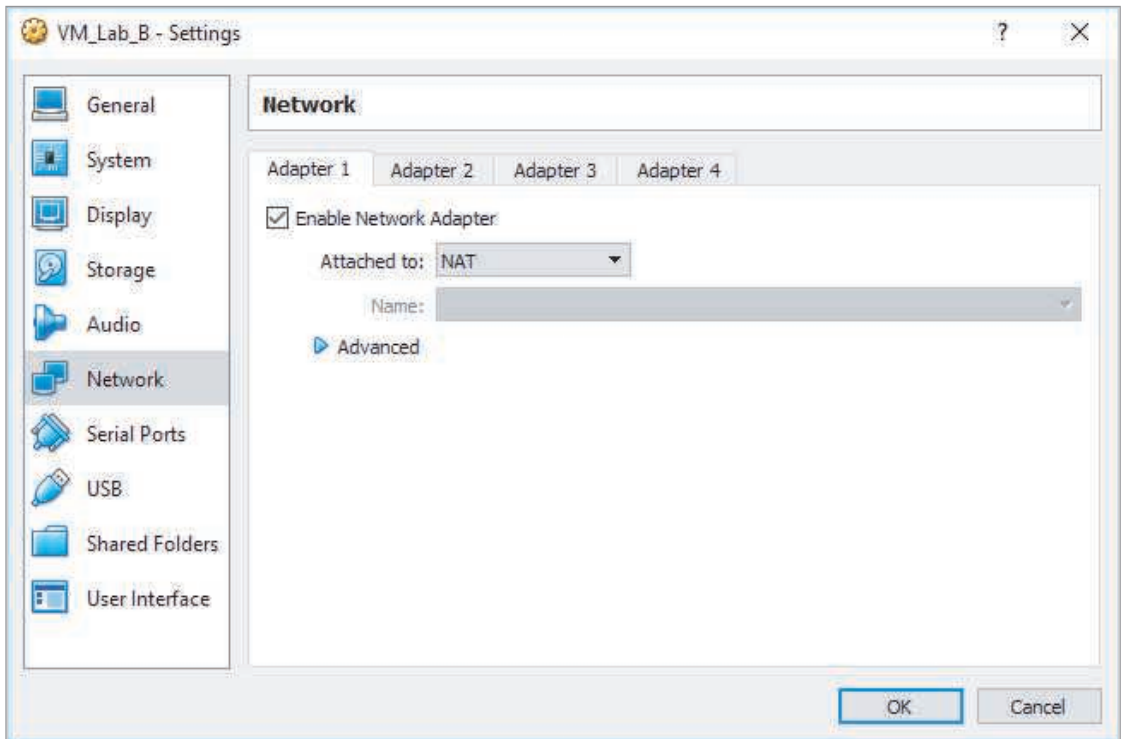 VM_Lab_B - Settings
?
General
System
Display
Storage
Audio
Network
Serial Ports
USB
Shared Folders
User Interface
Network
Adapter 1 Adapter 2 Adapter 3 Adapter 4
Enable Network Adapter
Attached to: NAT
Name:
Advanced
OK Cancel